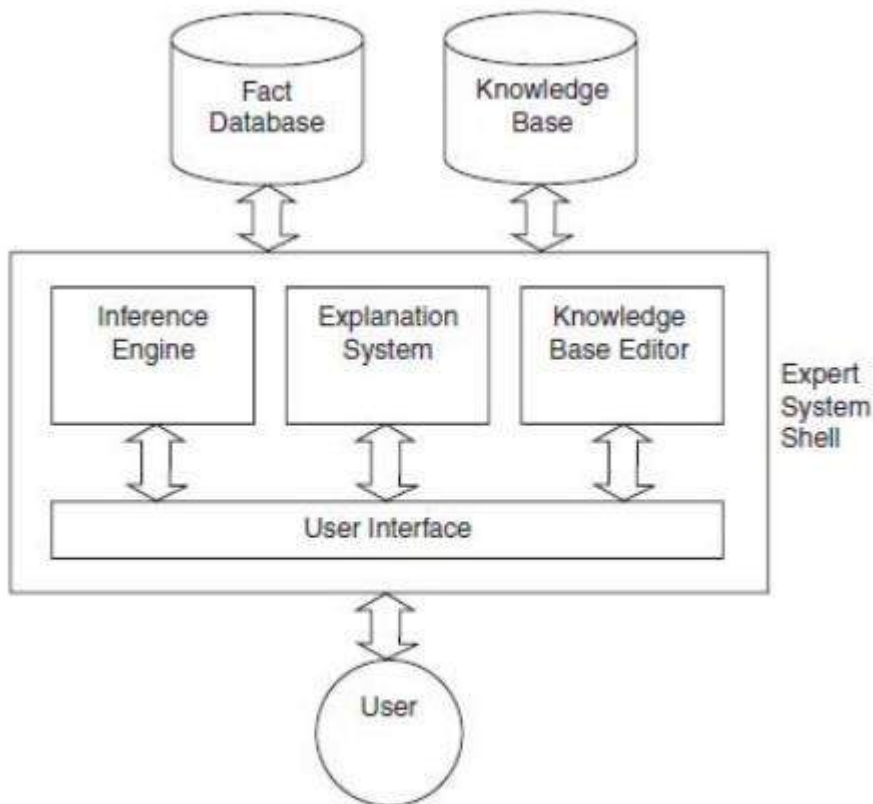 Fact
Database
Knowledge
Base
Inference
Engine
Explanation
System
Knowledge
Base Editor
Expert
System
Shell
User Interface
User